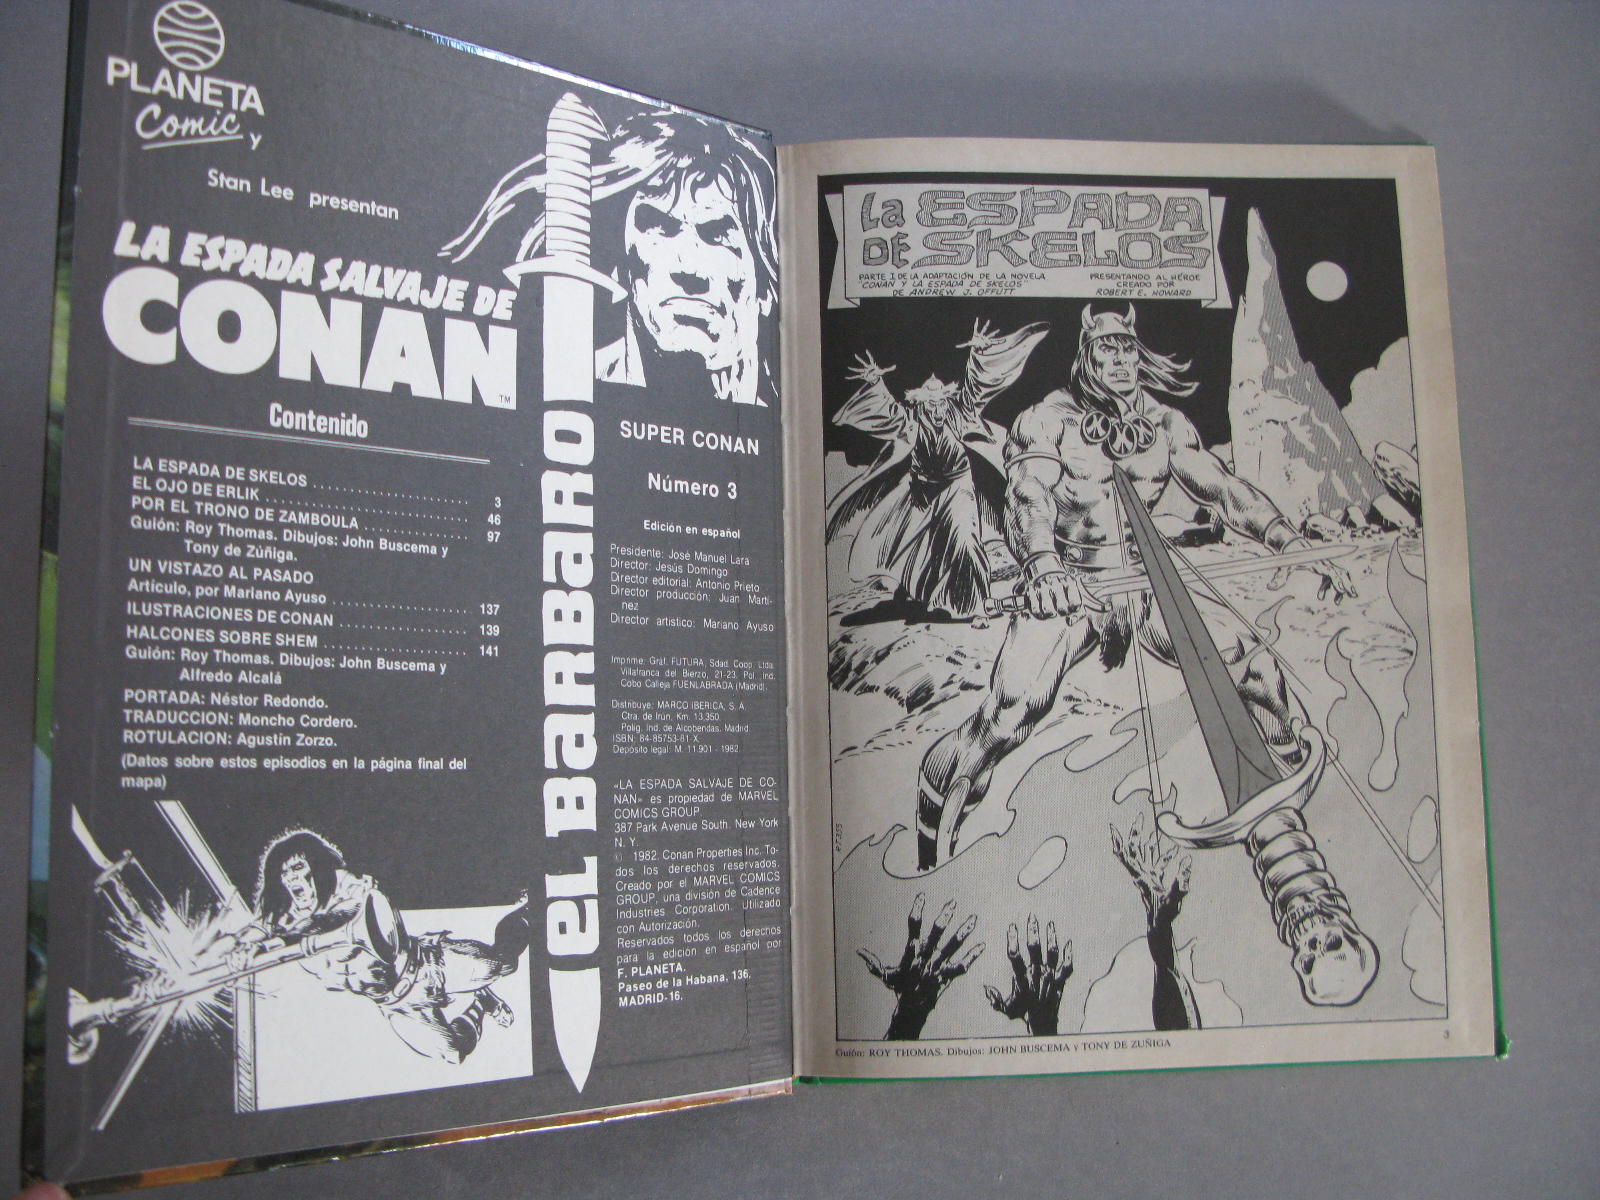 PLANETA
Comic y
Stan Lee presentan
LA ESPADA SALVAJE DE
CONAN
TM
Contenido
LA ESPADA DE SKELOS ........................ 3
EL OJO DE ERLIK .............................. 46
POR EL TRONO DE ZAMBOULA ............... 97
Guión: Roy Thomas. Dibujos: John Buscema y
Tony de Zúñiga.
UN VISTAZO AL PASADO
Artículo, por Mariano Ayuso .................... 137
ILUSTRACIONES DE CONAN .................. 139
HALCONES SOBRE SHEM ..................... 141
Guión: Roy Thomas. Dibujos: John Buscema y
Alfredo Alcalá
PORTADA: Néstor Redondo.
TRADUCCION: Moncho Cordero.
ROTULACION: Agustín Zorzo.
(Datos sobre estos episodios en la página final del
mapa)
EL BARBARO
SUPER CONAN
Número 3
Edición en español
Presidente: José Manuel Lara
Director: Jesús Domingo
Director editorial: Antonio Prieto
Director producción: Juan Martí-
nez
Director artístico: Mariano Ayuso
Imprime: Gráf. FUTURA, Sdad. Coop. Ltda.
Villafranca del Bierzo, 21-23. Pol. Ind.
Cobo Calleja FUENLABRADA (Madrid).
Distribuye: MARCO IBERICA, S. A.
Ctra. de Irún, Km. 13,350.
Polig. Ind. de Alcobendas. Madrid.
ISBN: 84-85753-81-X.
Depósito legal: M. 11.901 - 1982.
«LA ESPADA SALVAJE DE CO-
NAN» es propiedad de MARVEL
COMICS GROUP.
387 Park Avenue South. New York
N. Y.
© 1982. Conan Properties Inc. To-
dos los derechos reservados.
Creado por el MARVEL COMICS
GROUP, una división de Cadence
Industries Corporation. Utilizado
con Autorización.
Reservados todos los derechos
para la edición en español por
F. PLANETA.
Paseo de la Habana, 136.
MADRID-16.
La ESPADA
DE SKELOS
PARTE I DE LA ADAPTACIÓN DE LA NOVELA
"CONAN Y LA ESPADA DE SKELOS"
DE ANDREW J. OFFUTT
PRESENTANDO AL HÉROE
CREADO POR
ROBERT E. HOWARD
P7355
3
Guión: ROY THOMAS. Dibujos: JOHN BUSCEMA y TONY DE ZUÑIGA